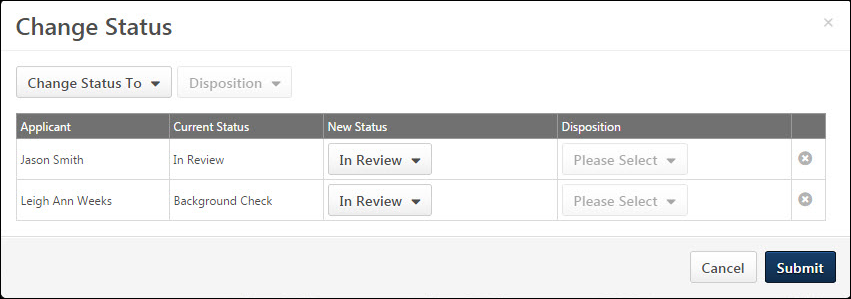 Change Status
Change Status To Disposition
Applicant Current Status New Status Disposition
Jason Smith In Review In Review Please Select
Leigh Ann Weeks Background Check In Review Please Select
Cancel Submit